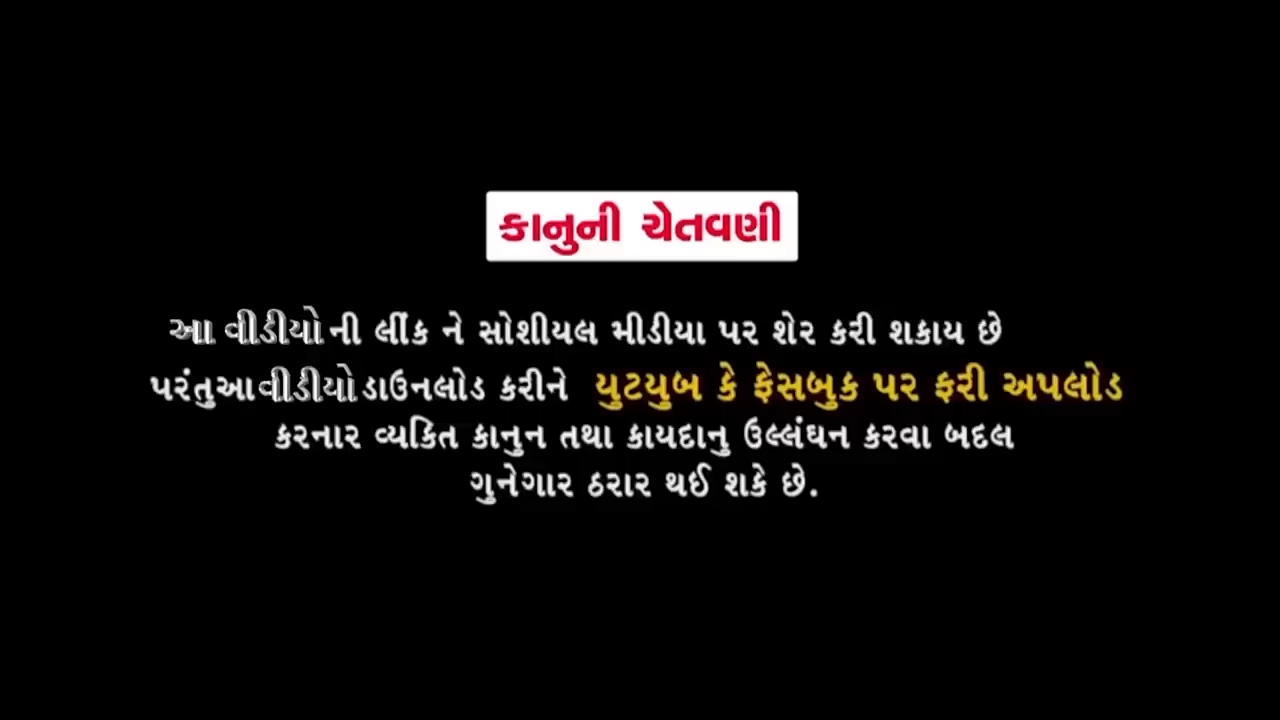 કાનુની ચેતવણી
આ વીડીયો ની લીંક ને સોશીયલ મીડીયા પર શેર કરી શકાય છે
પરંતુઆવીડીયોડાઉનલોડ કરીને યુટયુબ કે ફેસબુક પર ફરી અપલોડ
કરનાર વ્યકિત કાનુન તથા કાયદાનુ ઉલ્લંઘન કરવા બદલ
ગુનેગાર ઠરાર થઈ શકે છે.